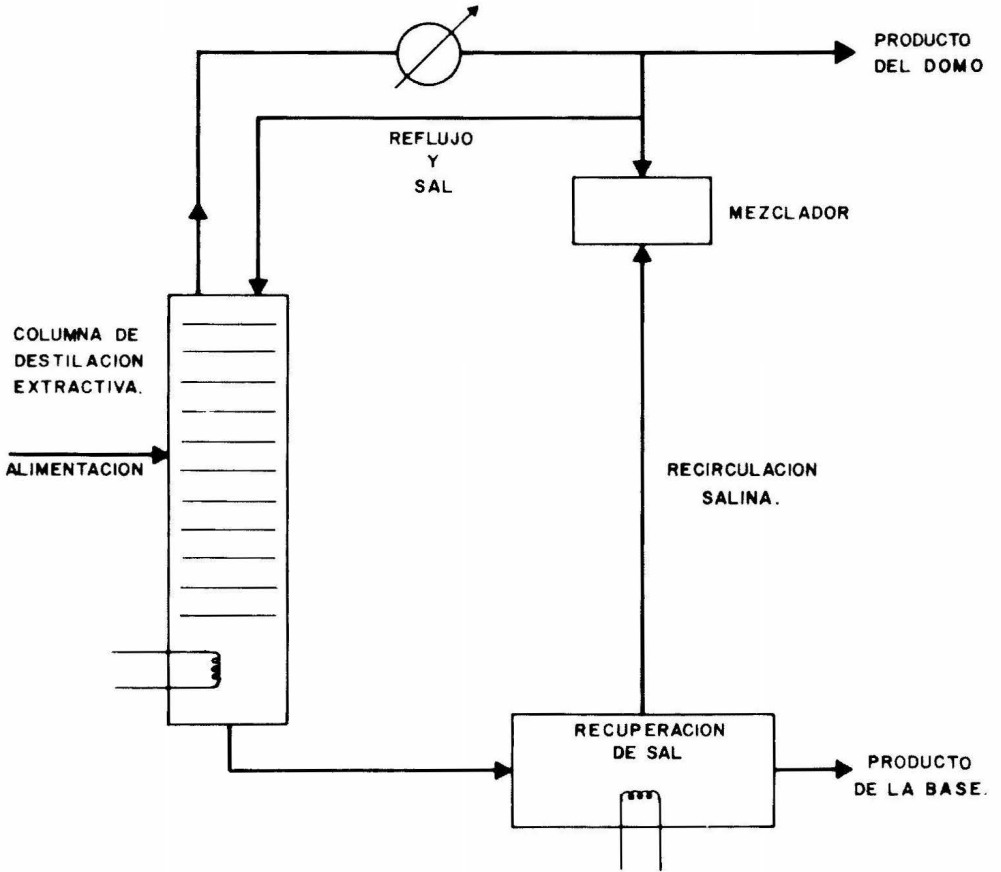 PRODUCTO
DEL DOMO
REFLUJO
Y
SAL
MEZCLADOR
COLUMNA DE
DESTILACION
EXTRACTIVA.
ALIMENTACION
RECIRCULACION
SALINA.
RECUPERACION
DE SAL
PRODUCTO
DE LA BASE.